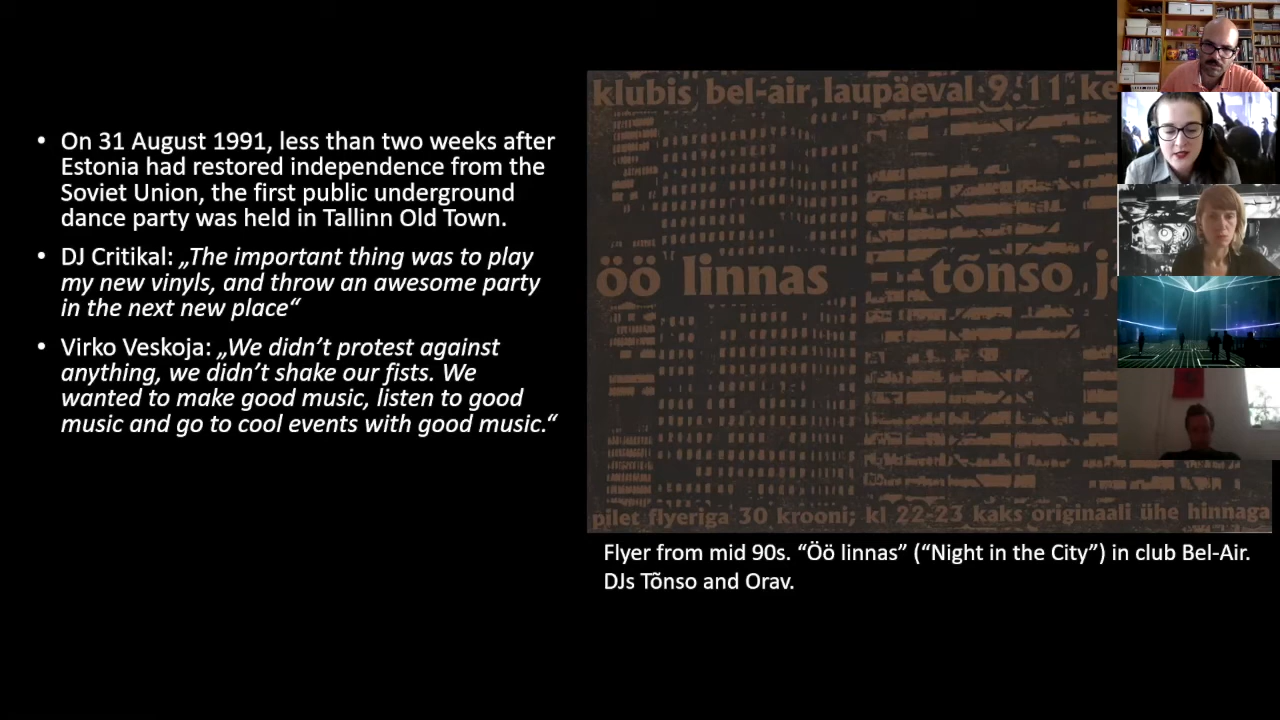 • On 31 August 1991, less than two weeks after
Estonia had restored independence from the
Soviet Union, the first public underground
dance party was held in Tallinn Old Town.
• DJ Critikal: „The important thing was to play
my new vinyls, and throw an awesome party
in the next new place“
• Virko Veskoja: „We didn’t protest against
anything, we didn’t shake our fists. We
wanted to make good music, listen to good
music and go to cool events with good music.“
klubis bel-air, laupäeval 9.11, ke
öö linnas - tõnso ja
pilet flyeriga 30 krooni; kl 22-23 kaks originaali ühe hinnaga
Flyer from mid 90s. “Öö linnas” (“Night in the City”) in club Bel-Air.
DJs Tõnso and Orav.